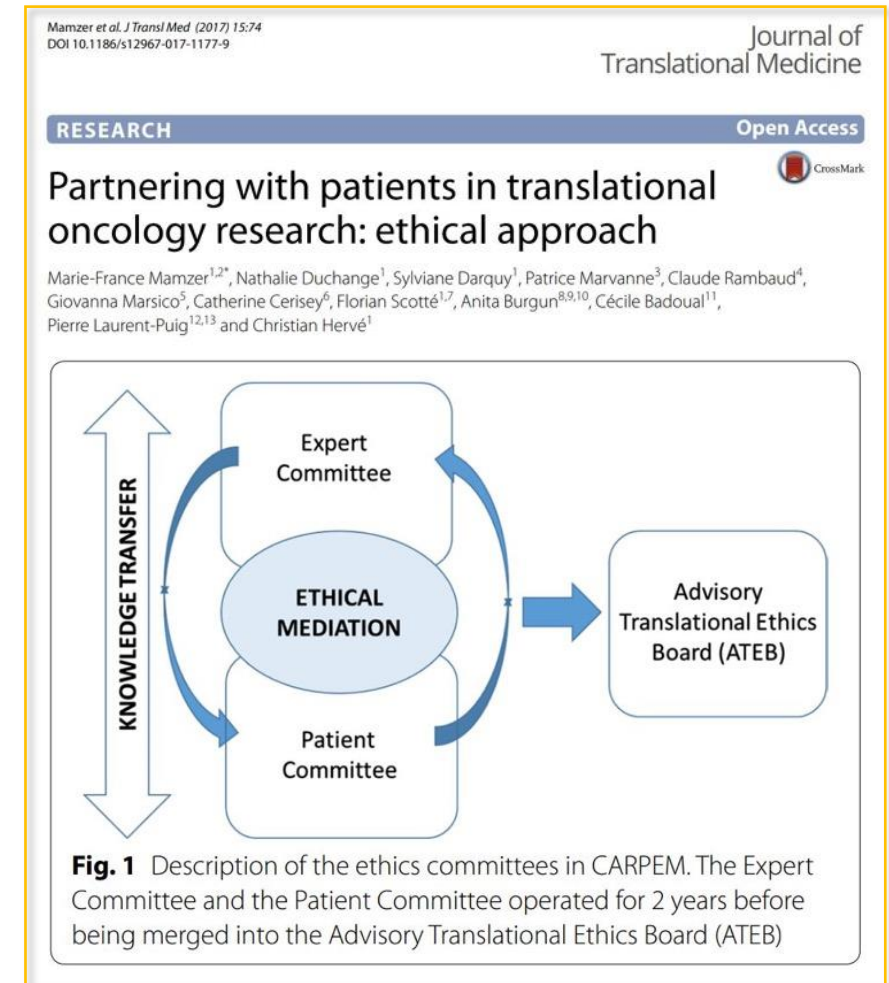 Mamzer et al. J Transl Med (2017) 15:74
DOI 10.1186/s12967-017-1177-9
Journal of
Translational Medicine
RESEARCH
Open Access
CrossMark
Partnering with patients in translational
oncology research: ethical approach
Marie-France Mamzer1,2*, Nathalie Duchange1, Sylviane Darquy1, Patrice Marvanne3, Claude Rambaud4,
Giovanna Marsico5, Catherine Cerisey6, Florian Scotté1,7, Anita Burgun8,9,10, Cécile Badoual11,
Pierre Laurent-Puig12,13 and Christian Hervé1
KNOWLEDGE TRANSFER
Expert
Committee
ETHICAL
MEDIATION
Patient
Committee
Advisory
Translational Ethics
Board (ATEB)
Fig. 1 Description of the ethics committees in CARPEM. The Expert
Committee and the Patient Committee operated for 2 years before
being merged into the Advisory Translational Ethics Board (ATEB)